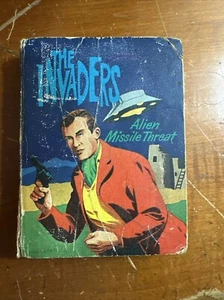 THE
INVADERS
Alien
Missile Threat